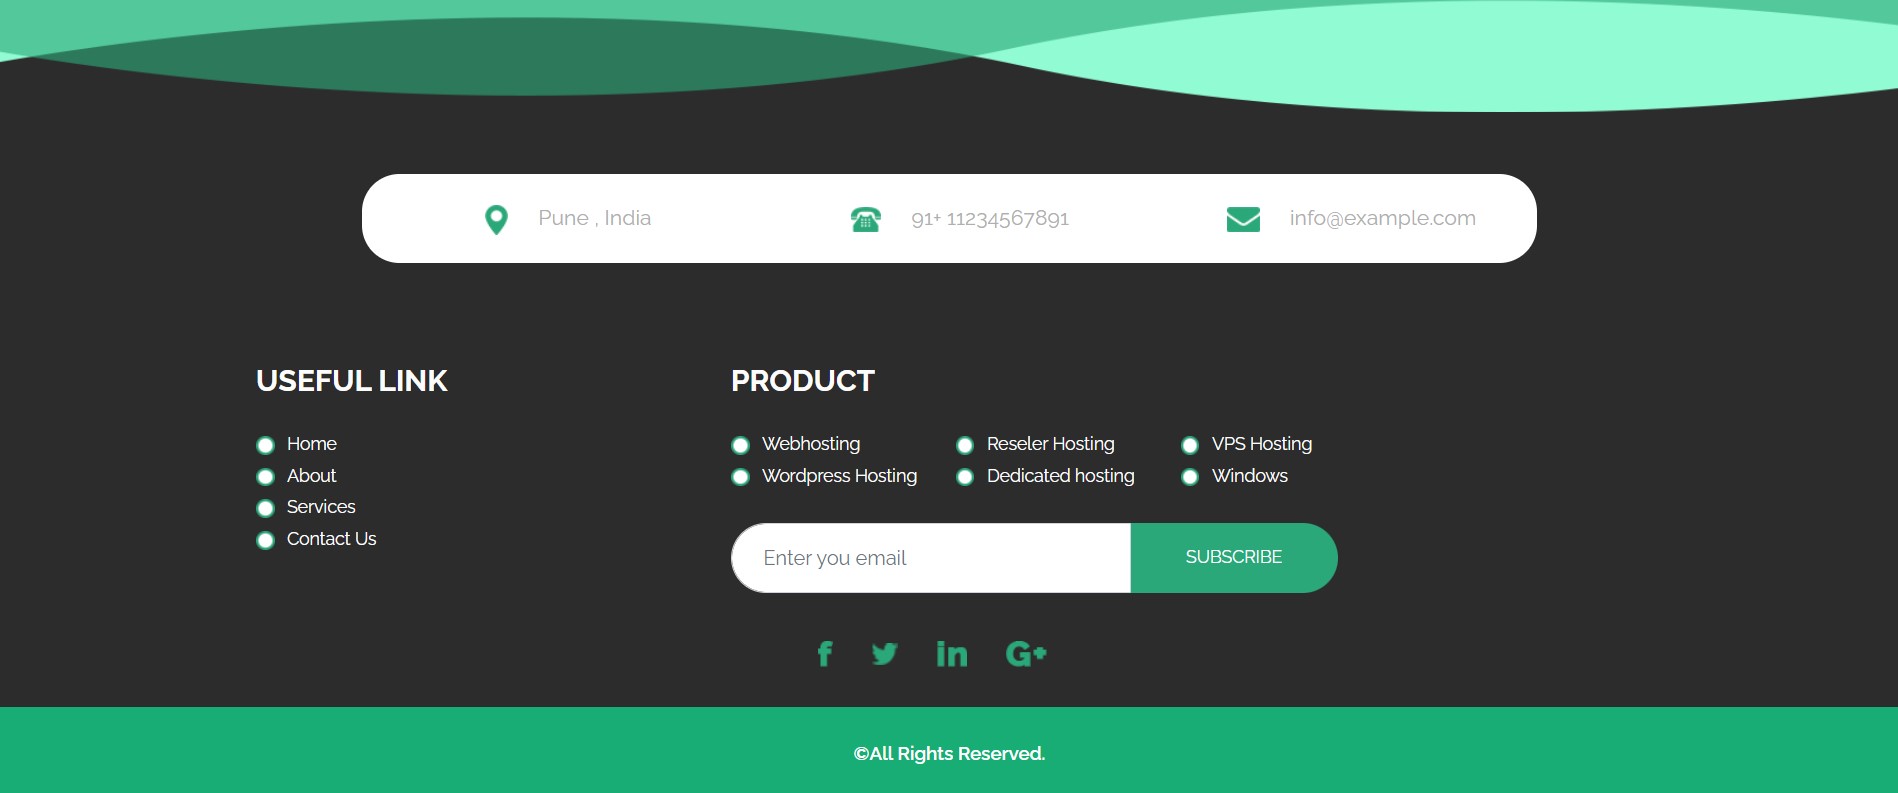 Pune , India
91+ 11234567891
info@example.com
USEFUL LINK
Home
About
Services
Contact Us
PRODUCT
Webhosting
Reseler Hosting
VPS Hosting
Wordpress Hosting
Dedicated hosting
Windows
Enter you email
SUBSCRIBE
f
in
G+
©All Rights Reserved.